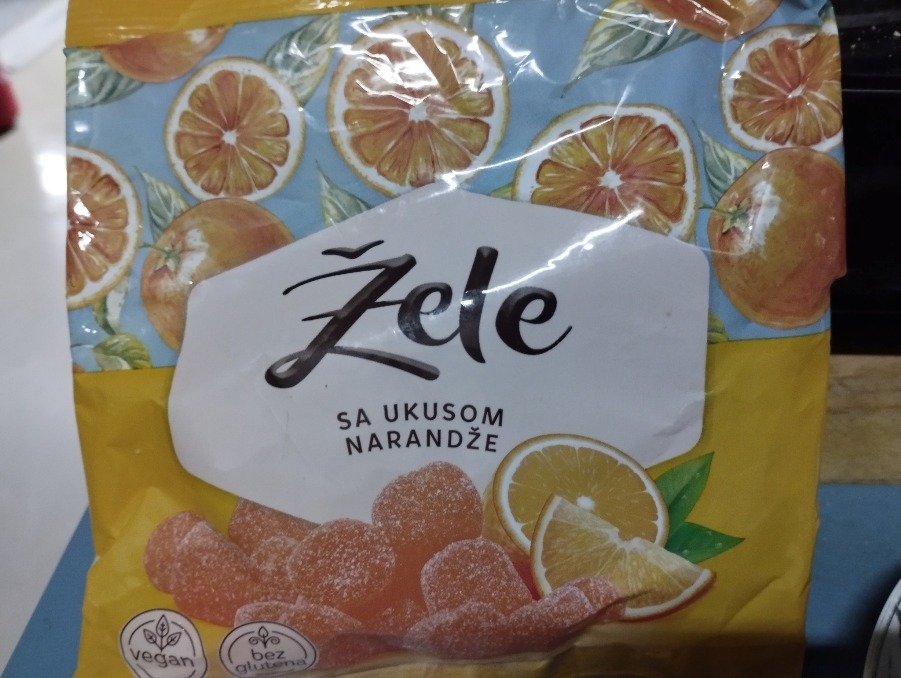 Žele
SA UKUSOM
NARANDŽE
vegan
bez
glutena